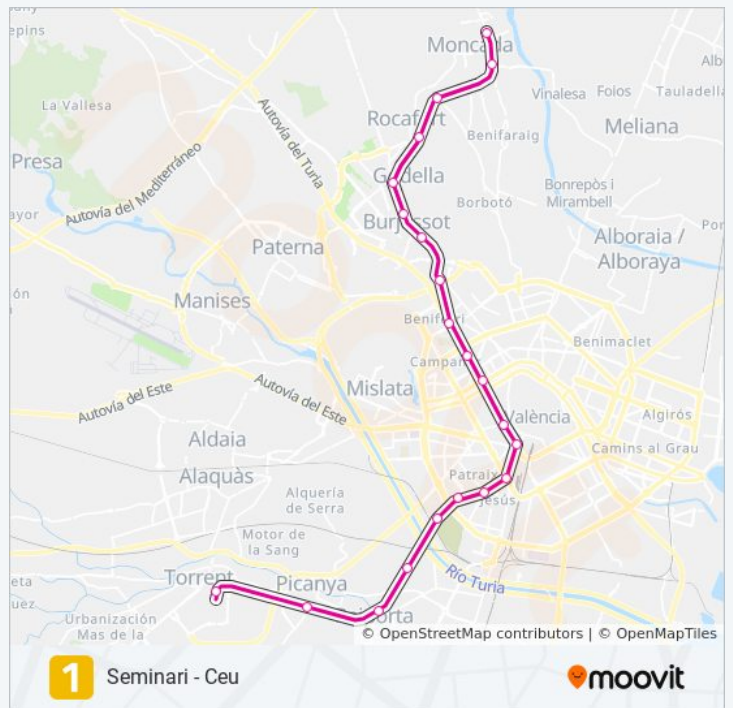 epins
Moncada
La Vallesa
Vinalesa
Foios
Tauladella
Autovía del Turia
Rocafort
Benifaraig
Meliana
Presa
Autovía del Mediterráneo
Godella
Bonrepòs i
Mirambell
Borbotó
ayor
Burjassot
Alboraia /
Alboraya
Paterna
Manises
Beniferri
Benimaclet
Campanar
Mislata
Autovía del Este
Autovía del Este
València
Algirós
Aldaia
Camins al Grau
Alaquàs
Patraix
Jesús
Alquería
de Serra
Motor de
la Sang
Torrent
Picanya
Río Turia
Urbanización
Mas de la
© OpenStreetMap contributors | © OpenMapTiles
1
Seminari - Ceu
moovit